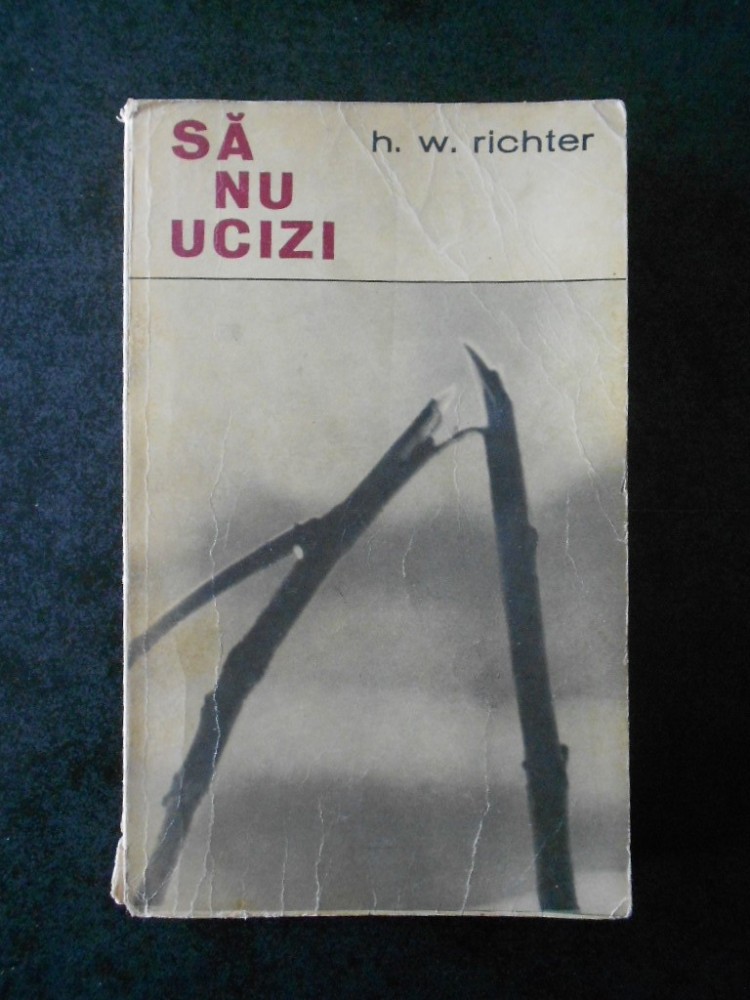 SĂ
NU
UCIZI
h. w. richter